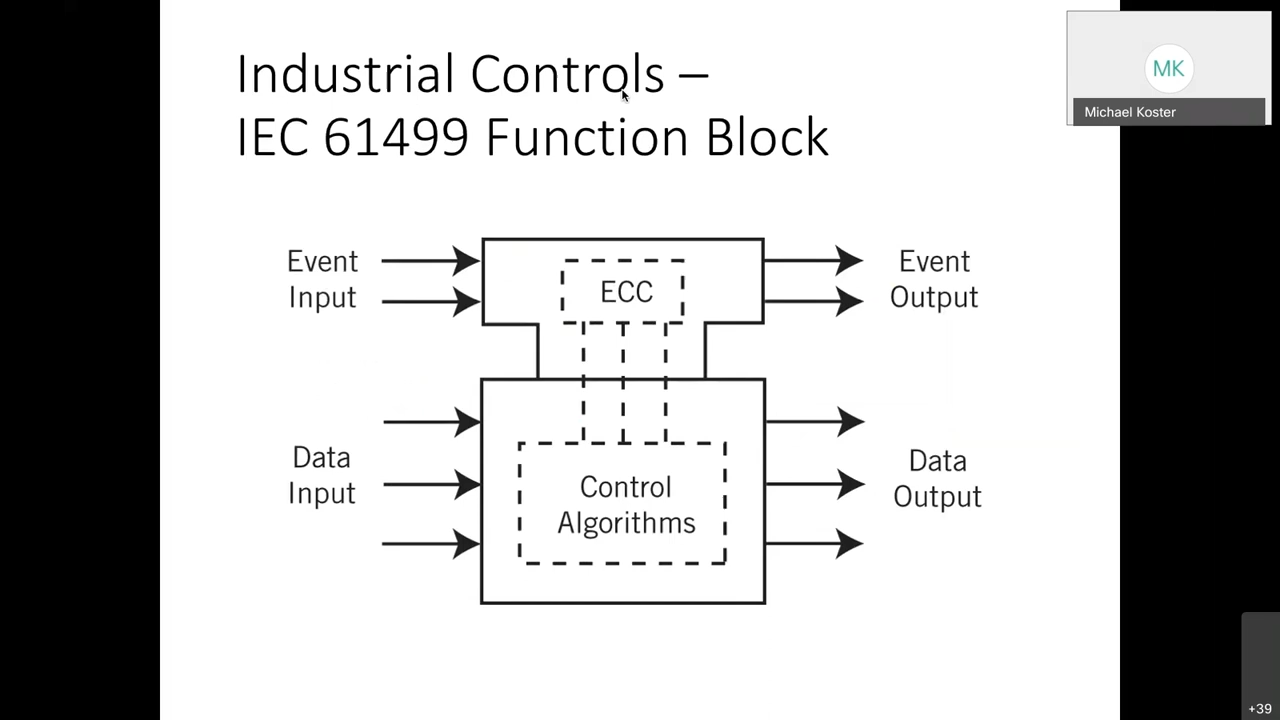 Industrial Controls –
IEC 61499 Function Block
MK
Michael Koster
Event
Input
ECC
Event
Output
Data
Input
Control
Algorithms
Data
Output
+39